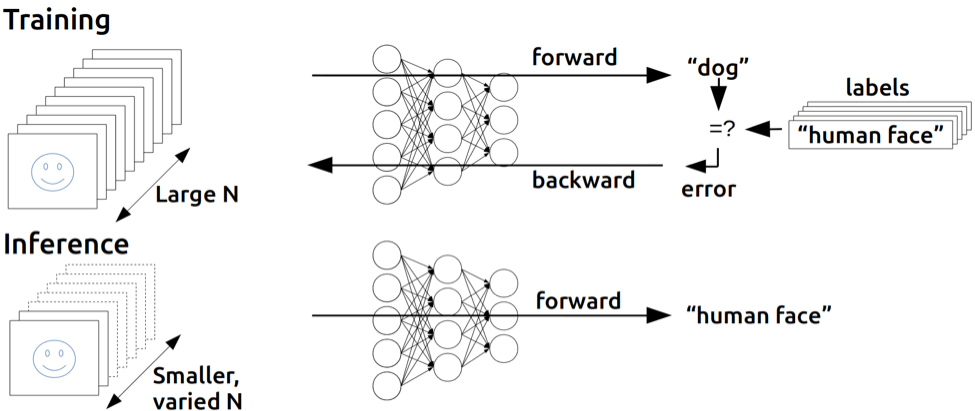 Training
forward
“dog”
labels
=?
“human face”
backward
error
Large N
Inference
forward
“human face”
Smaller,
varied N